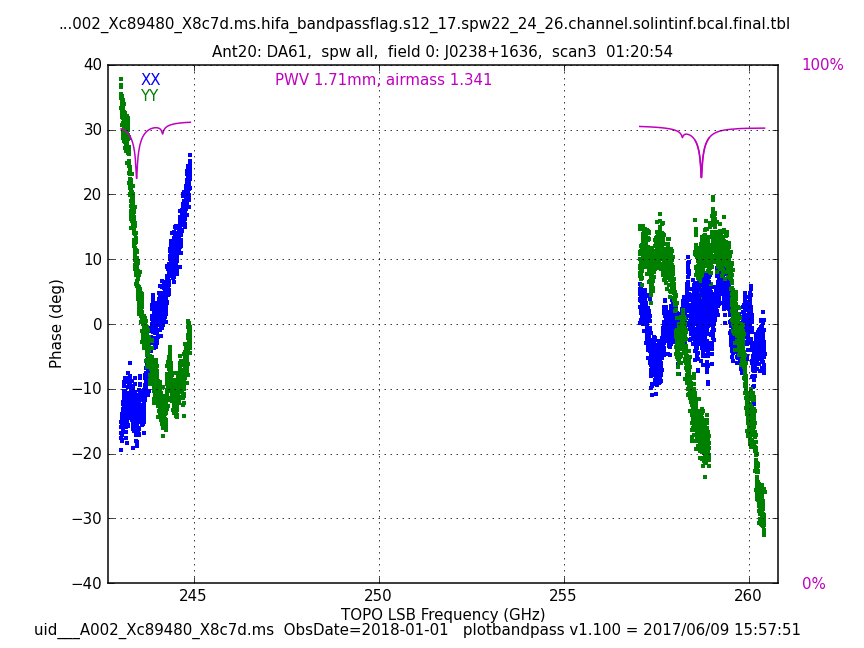 ...002_Xc89480_X8c7d.ms.hifa_bandpassflag.s12_17.spw22_24_26.channel.solintinf.bcal.final.tbl
Ant20: DA61, spw all, field 0: J0238+1636, scan3 01:20:54
XX
YY
PWV 1.71mm, airmass 1.341
100%
0%
40
30
20
10
0
−10
−20
−30
−40
Phase (deg)
245
250
255
260
TOPO LSB Frequency (GHz)
uid___A002_Xc89480_X8c7d.ms ObsDate=2018-01-01 plotbandpass v1.100 = 2017/06/09 15:57:51